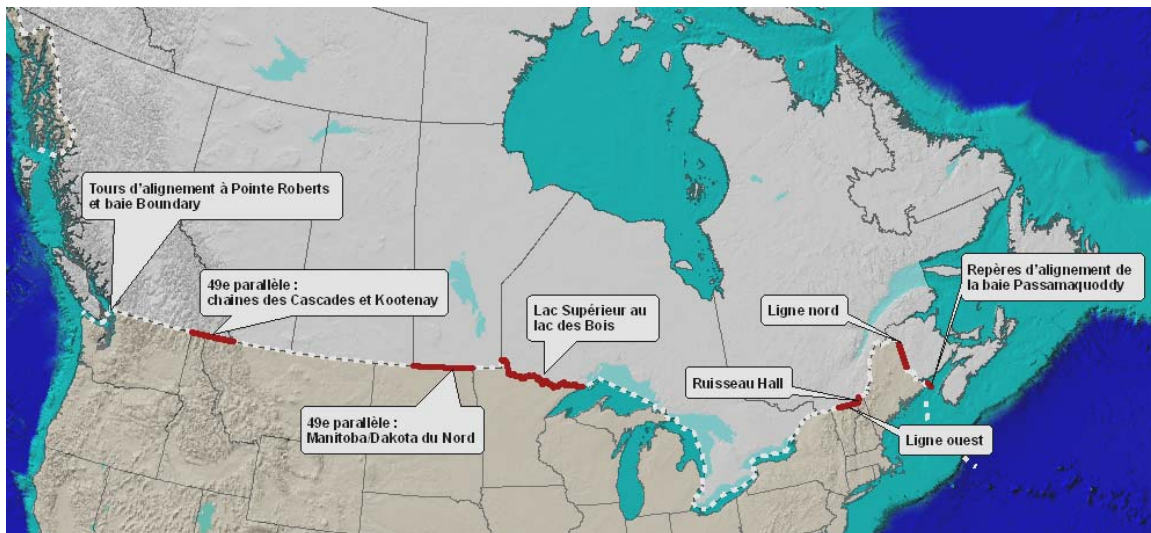 Tours d'alignement à Pointe Roberts
et baie Boundary
49e parallèle :
chaines des Cascades et Kootenay
49e parallèle :
Manitoba/Dakota du Nord
Lac Supérieur au
lac des Bois
Repères d'alignement de
la baie Passamaquoddy
Ligne nord
Ruisseau Hall
Ligne ouest